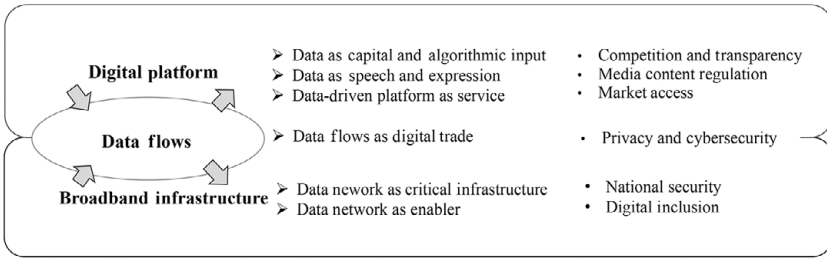 Digital platform
➢ Data as capital and algorithmic input
➢ Data as speech and expression
➢ Data-driven platform as service
• Competition and transparency
• Media content regulation
• Market access
Data flows
➢ Data flows as digital trade
• Privacy and cybersecurity
Broadband infrastructure
➢ Data nework as critical infrastructure
➢ Data network as enabler
• National security
• Digital inclusion